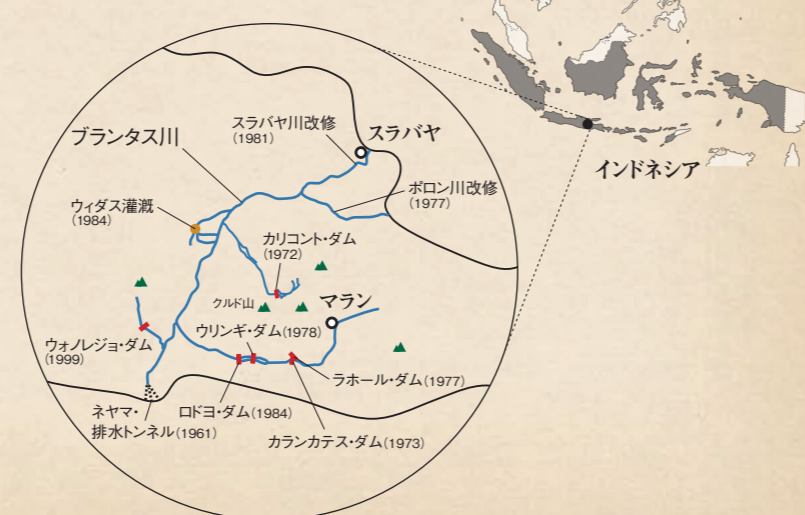 ブランタス川
スラバヤ川改修
(1981)
スラバヤ
インドネシア
ポロン川改修
(1977)
ウィダス灌漑
(1984)
カリコント・ダム
(1972)
クルド山
マラン
ウォノレジョ・ダム
(1999)
ウリンギ・ダム(1978)
ラホール・ダム(1977)
ネヤマ・
排水トンネル(1961)
ロドヨ・ダム(1984)
カランカテス・ダム(1973)